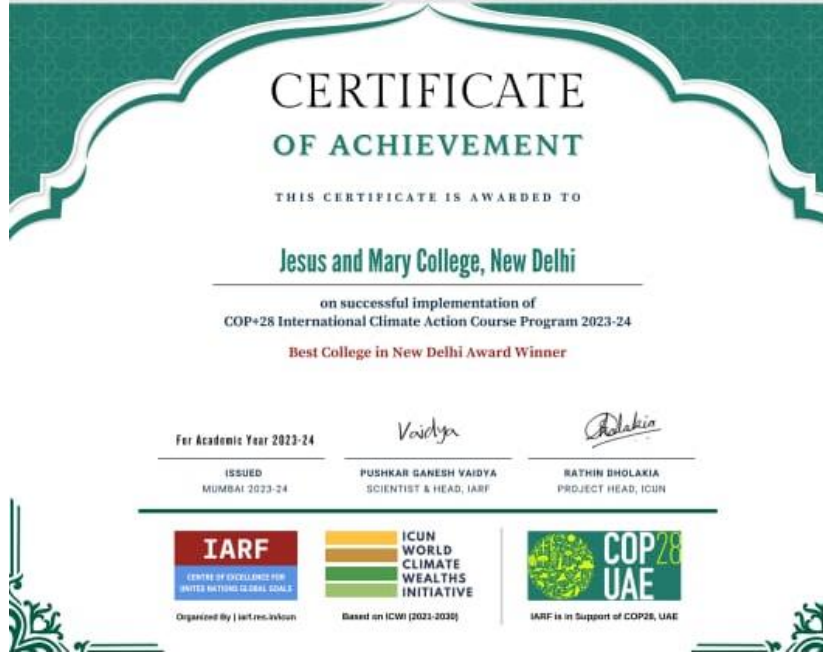 CERTIFICATE
OF ACHIEVEMENT
THIS CERTIFICATE IS AWARDED TO
Jesus and Mary College, New Delhi
on successful implementation of
COP+28 International Climate Action Course Program 2023-24
Best College in New Delhi Award Winner
For Academic Year 2023-24
ISSUED
MUMBAI 2023-24
Vaidya
PUSHKAR GANESH VAIDYA
SCIENTIST & HEAD, IARF
Dholakia
RATHIN DHOLAKIA
PROJECT HEAD, ICUN
IARF
CENTRE OF EXCELLENCE FOR
UNITED NATIONS GLOBAL GOALS
Organized By | iarf.res.in/icun
ICUN
WORLD
CLIMATE
WEALTHS
INITIATIVE
Based on ICWI (2021-2030)
COP28
UAE
IARF is in Support of COP28, UAE